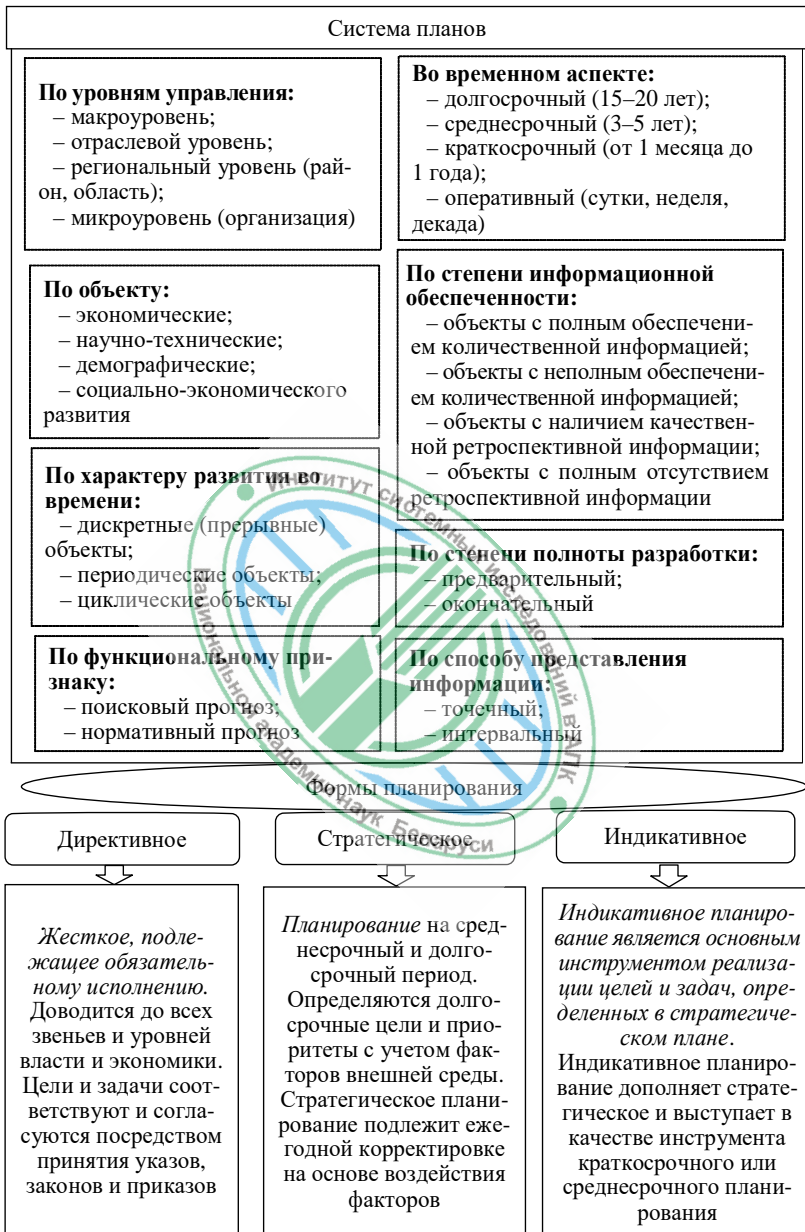 Система планов
По уровням управления:
– макроуровень;
– отраслевой уровень;
– региональный уровень (рай-
он, область);
– микроуровень (организация)
Во временном аспекте:
– долгосрочный (15–20 лет);
– среднесрочный (3–5 лет);
– краткосрочный (от 1 месяца до
1 года);
– оперативный (сутки, неделя,
декада)
По объекту:
– экономические;
– научно-технические;
– демографические;
– социально-экономического
развития
По степени информационной
обеспеченности:
– объекты с полным обеспечени-
ем количественной информацией;
– объекты с неполным обеспечени-
ем количественной информацией;
– объекты с наличием качествен-
ной ретроспективной информации;
– объекты с полным отсутствием
ретроспективной информации
По характеру развития во
времени:
– дискретные (прерывные)
объекты;
– периодические объекты;
– циклические объекты
По степени полноты разработки:
– предварительный;
– окончательный
По функциональному при-
знаку:
– поисковый прогноз;
– нормативный прогноз
По способу представления
информации:
– точечный;
– интервальный
Институт системных исследований в АПК
Национальной академии наук Беларуси
Формы планирования
Директивное
Стратегическое
Индикативное
Жесткое, подле-
жащее обязатель-
ному исполнению.
Доводится до всех
звеньев и уровней
власти и экономики.
Цели и задачи соот-
ветствуют и согла-
суются посредством
принятия указов,
законов и приказов
Планирование на сред-
несрочный и долго-
срочный период.
Определяются долго-
срочные цели и прио-
ритеты с учетом фак-
торов внешней среды.
Стратегическое плани-
рование подлежит еже-
годной корректировке
на основе воздействия
факторов
Индикативное планиро-
вание является основным
инструментом реализа-
ции целей и задач, опре-
деленных в стратегиче-
ском плане.
Индикативное планиро-
вание дополняет страте-
гическое и выступает в
качестве инструмента
краткосрочного или
среднесрочного плани-
рования